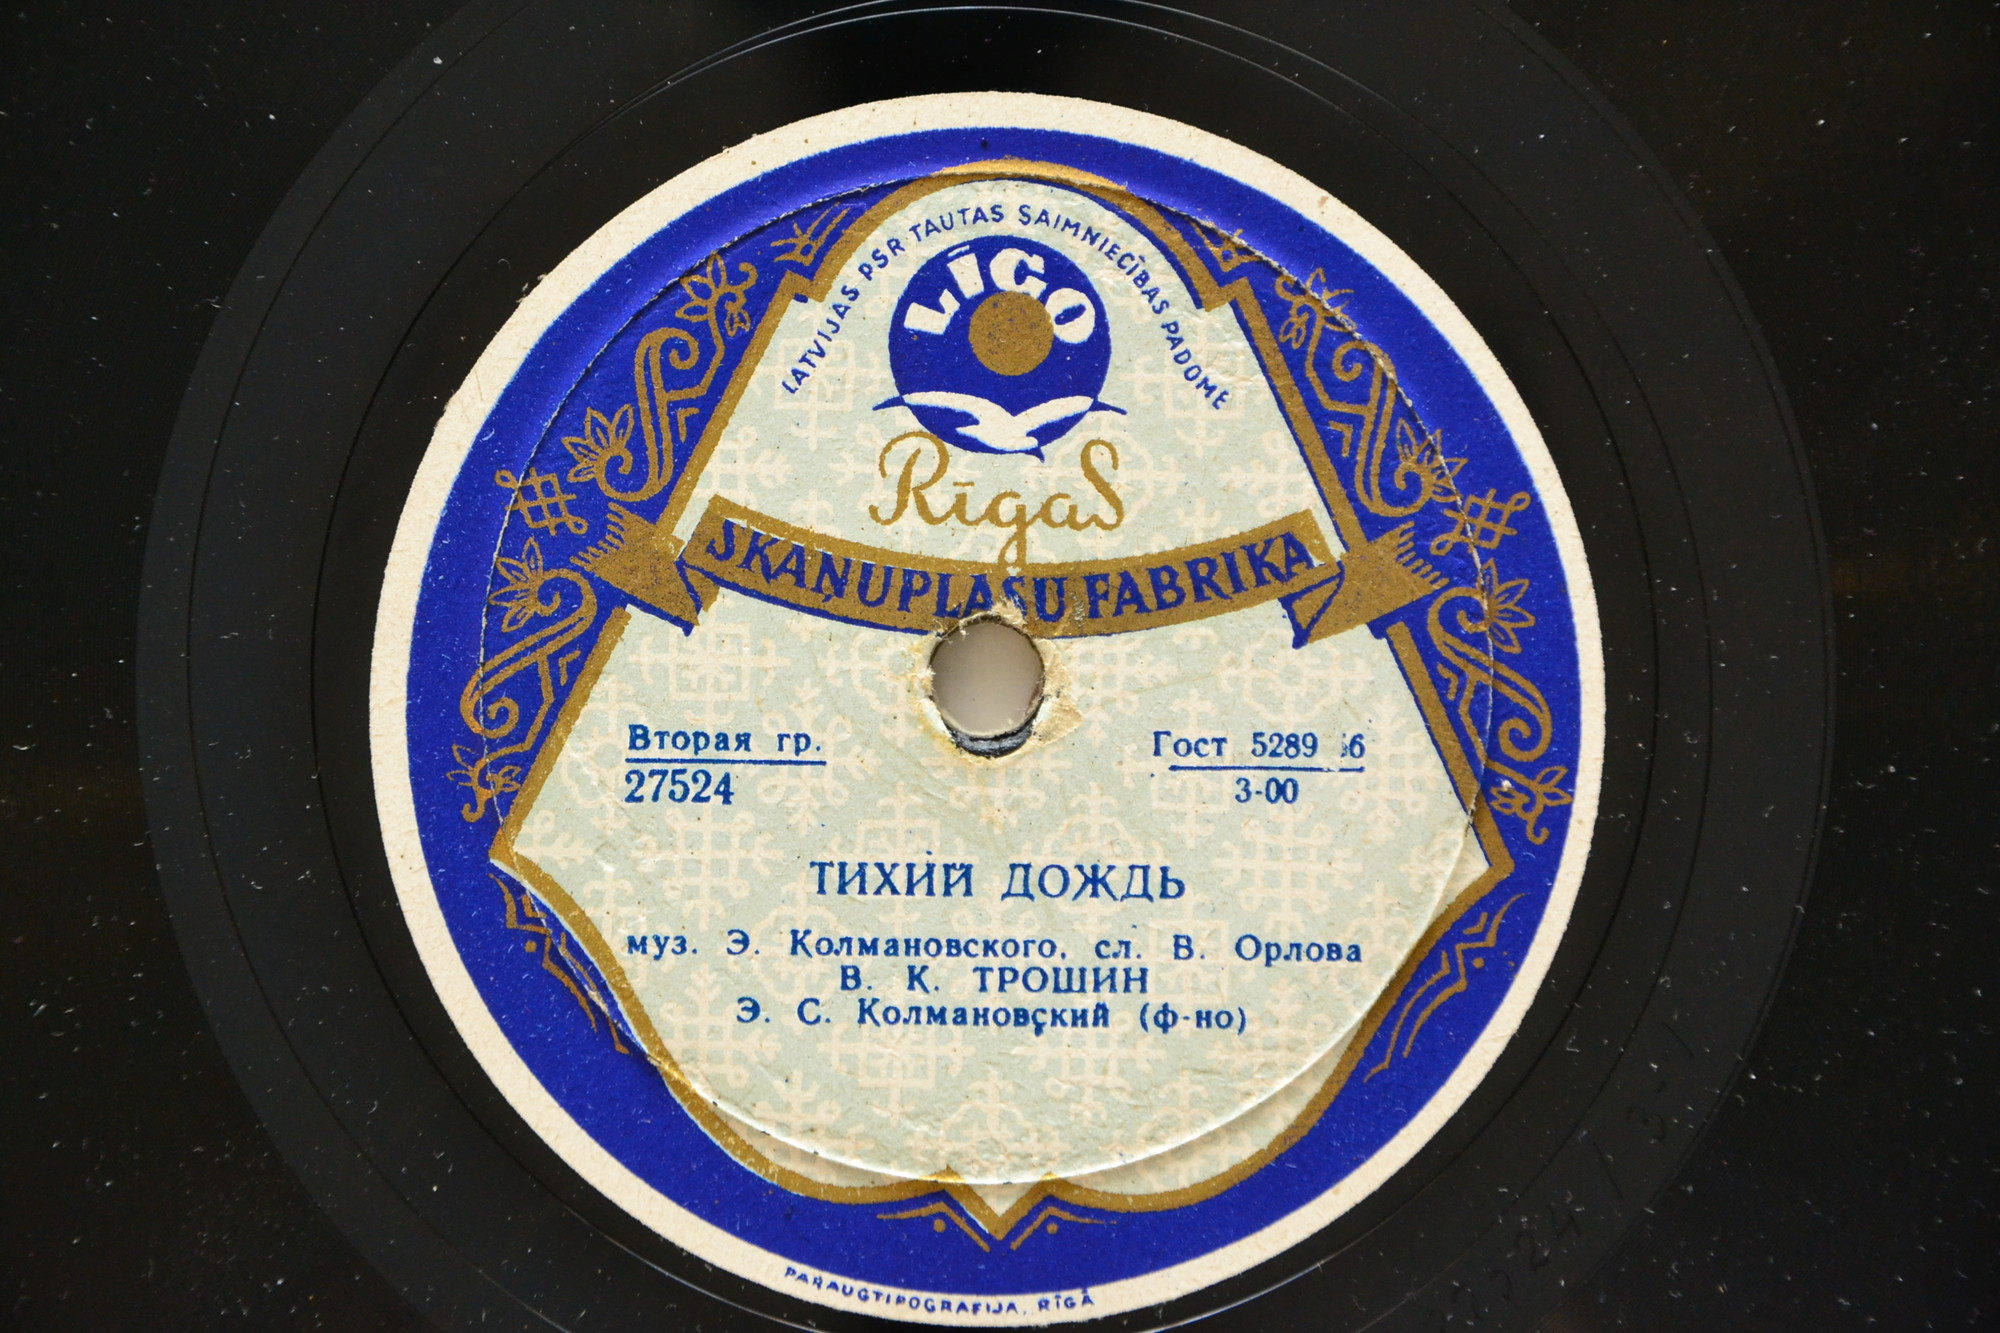 LATVIJAS PSR TAUTAS SAIMNIECĪBAS PADOME
LĪGO
Rīgas
SKAŅUPLAŠU FABRIKA
Вторая гр.
27524
Гост 5289
3-00
ТИХИЙ ДОЖДЬ
муз. Э. Колмановского, сл. В. Орлова
В. К. ТРОШИН
Э. С. Колмановский (ф-но)
PARAUGTIPOGRAFIJA, RĪGĀ